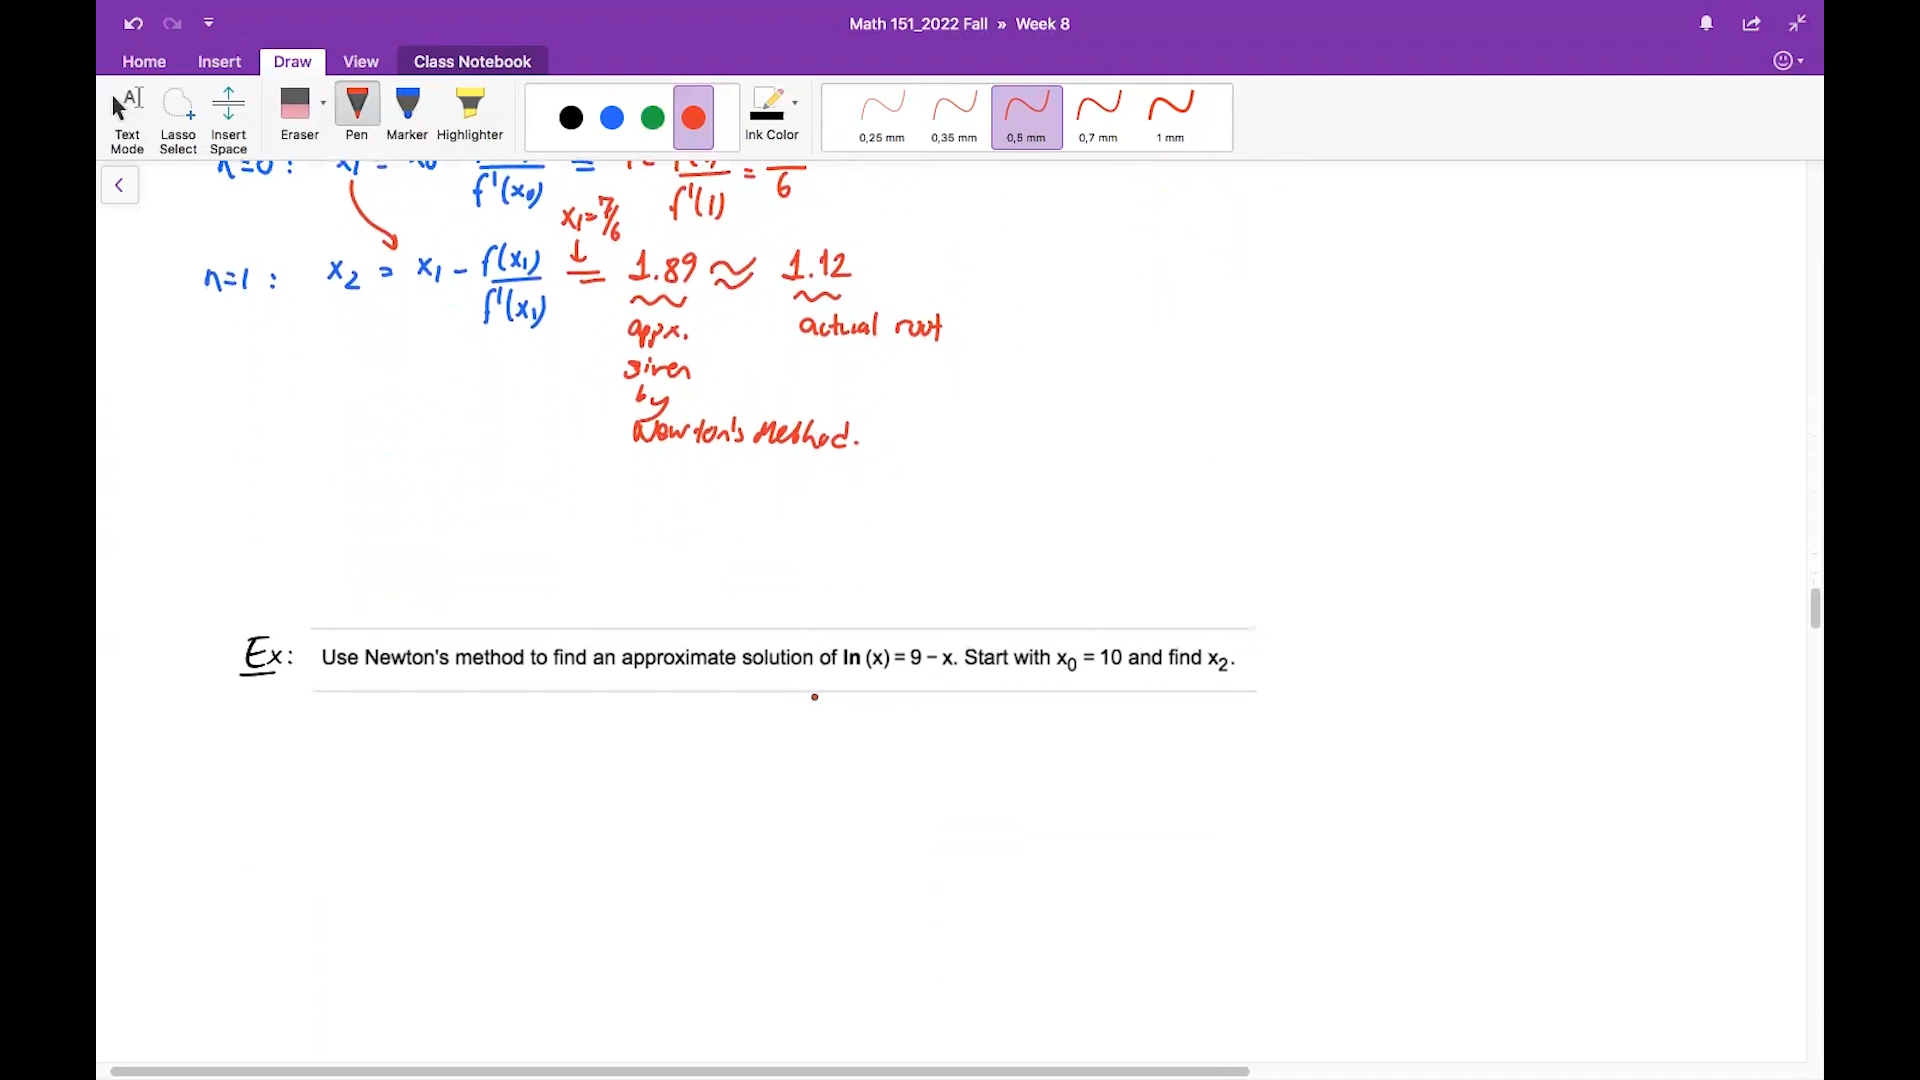 Math 151_2022 Fall » Week 8
Home Insert Draw View Class Notebook
Text Mode
Lasso Select
Insert Space
Eraser
Pen
Marker
Highlighter
Ink Color
0,25 mm
0,35 mm
0,5 mm
0,7 mm
1 mm
n=0 : x₁ = x₀ f'(x₀) = f'(1) = 6
x₁=7/6
n=1 : x₂ = x₁ - f(x₁)/f'(x₁) = 1.89 ≈ 1.12
appx. actual root
given
by
Newton's Method.
Ex: Use Newton's method to find an approximate solution of ln (x) = 9 − x. Start with x₀ = 10 and find x₂.